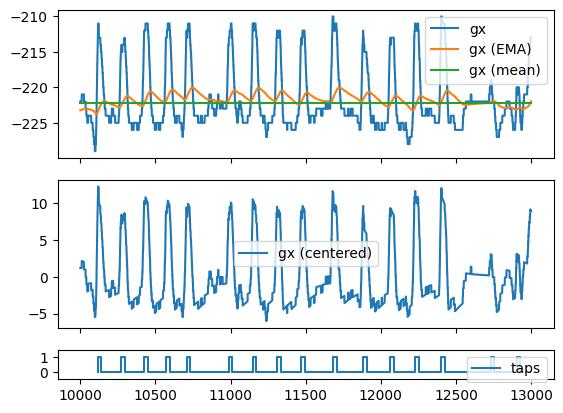 −210
−215
−220
−225
gx
gx (EMA)
gx (mean)
10
5
0
−5
gx (centered)
1
0
taps
10000 10500 11000 11500 12000 12500 13000